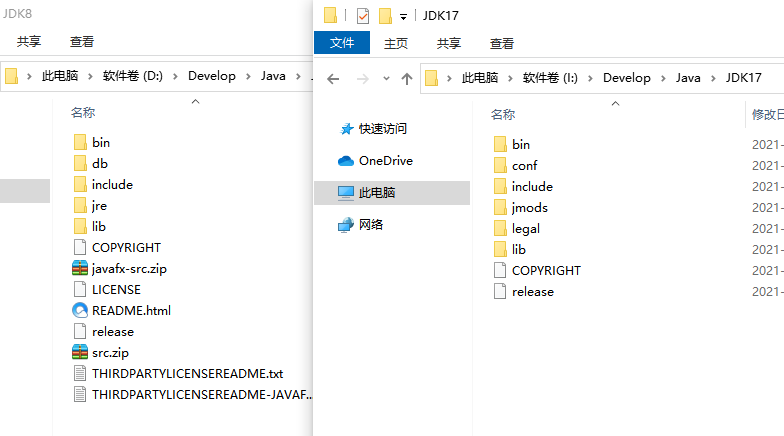 JDK8
共享 查看
此电脑 软件卷 (D:) Develop Java
名称
bin
db
include
jre
lib
COPYRIGHT
javafx-src.zip
LICENSE
README.html
release
src.zip
THIRDPARTYLICENSEREADME.txt
THIRDPARTYLICENSEREADME-JAVAF...
JDK17
文件 主页 共享 查看
此电脑 软件卷 (I:) Develop Java JDK17
快速访问
OneDrive
此电脑
网络
名称 修改日
bin 2021-
conf 2021-
include 2021-
jmods 2021-
legal 2021-
lib 2021-
COPYRIGHT 2021-
release 2021-